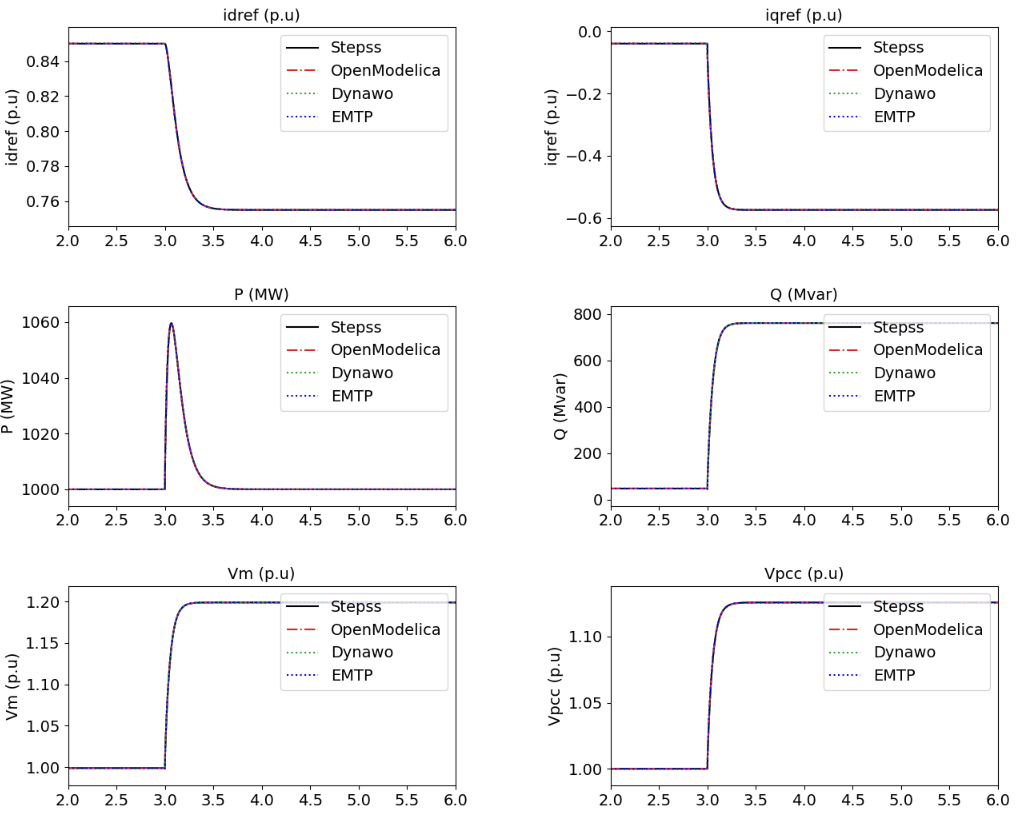 idref (p.u)
idref (p.u)
0.84
0.82
0.80
0.78
0.76
2.0 2.5 3.0 3.5 4.0 4.5 5.0 5.5 6.0
Stepss
OpenModelica
Dynawo
EMTP
iqref (p.u)
iqref (p.u)
0.0
−0.2
−0.4
−0.6
2.0 2.5 3.0 3.5 4.0 4.5 5.0 5.5 6.0
Stepss
OpenModelica
Dynawo
EMTP
P (MW)
P (MW)
1060
1040
1020
1000
2.0 2.5 3.0 3.5 4.0 4.5 5.0 5.5 6.0
Stepss
OpenModelica
Dynawo
EMTP
Q (Mvar)
Q (Mvar)
800
600
400
200
0
2.0 2.5 3.0 3.5 4.0 4.5 5.0 5.5 6.0
Stepss
OpenModelica
Dynawo
EMTP
Vm (p.u)
Vm (p.u)
1.20
1.15
1.10
1.05
1.00
2.0 2.5 3.0 3.5 4.0 4.5 5.0 5.5 6.0
Stepss
OpenModelica
Dynawo
EMTP
Vpcc (p.u)
Vpcc (p.u)
1.10
1.05
1.00
2.0 2.5 3.0 3.5 4.0 4.5 5.0 5.5 6.0
Stepss
OpenModelica
Dynawo
EMTP